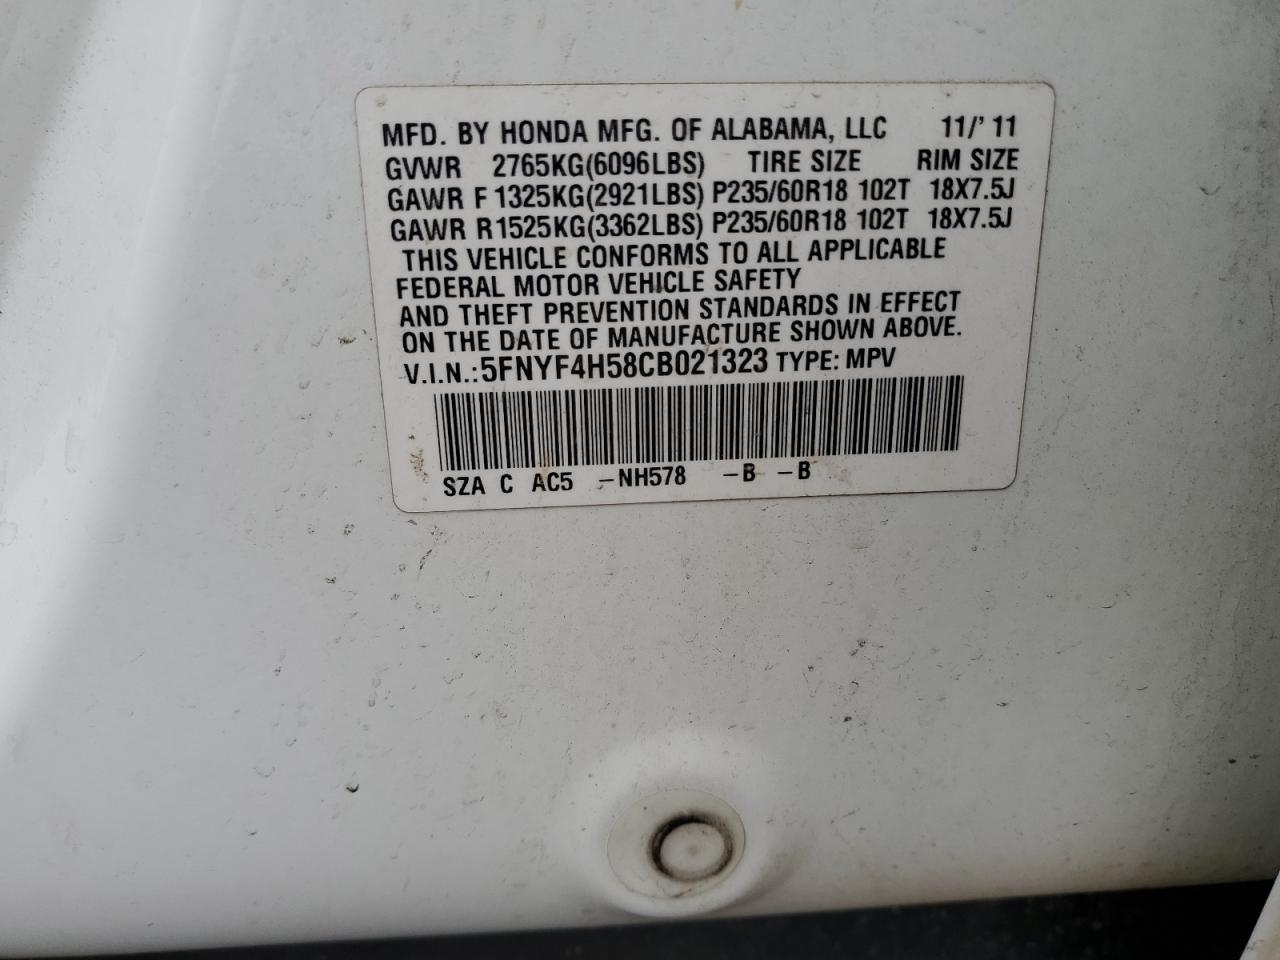 MFD. BY HONDA MFG. OF ALABAMA, LLC 11/' 11
GVWR 2765KG(6096LBS) TIRE SIZE RIM SIZE
GAWR F 1325KG(2921LBS) P235/60R18 102T 18X7.5J
GAWR R1525KG(3362LBS) P235/60R18 102T 18X7.5J
THIS VEHICLE CONFORMS TO ALL APPLICABLE
FEDERAL MOTOR VEHICLE SAFETY
AND THEFT PREVENTION STANDARDS IN EFFECT
ON THE DATE OF MANUFACTURE SHOWN ABOVE.
V.I.N.:5FNYF4H58CB021323 TYPE: MPV
SZA C AC5 –NH578 –B –B